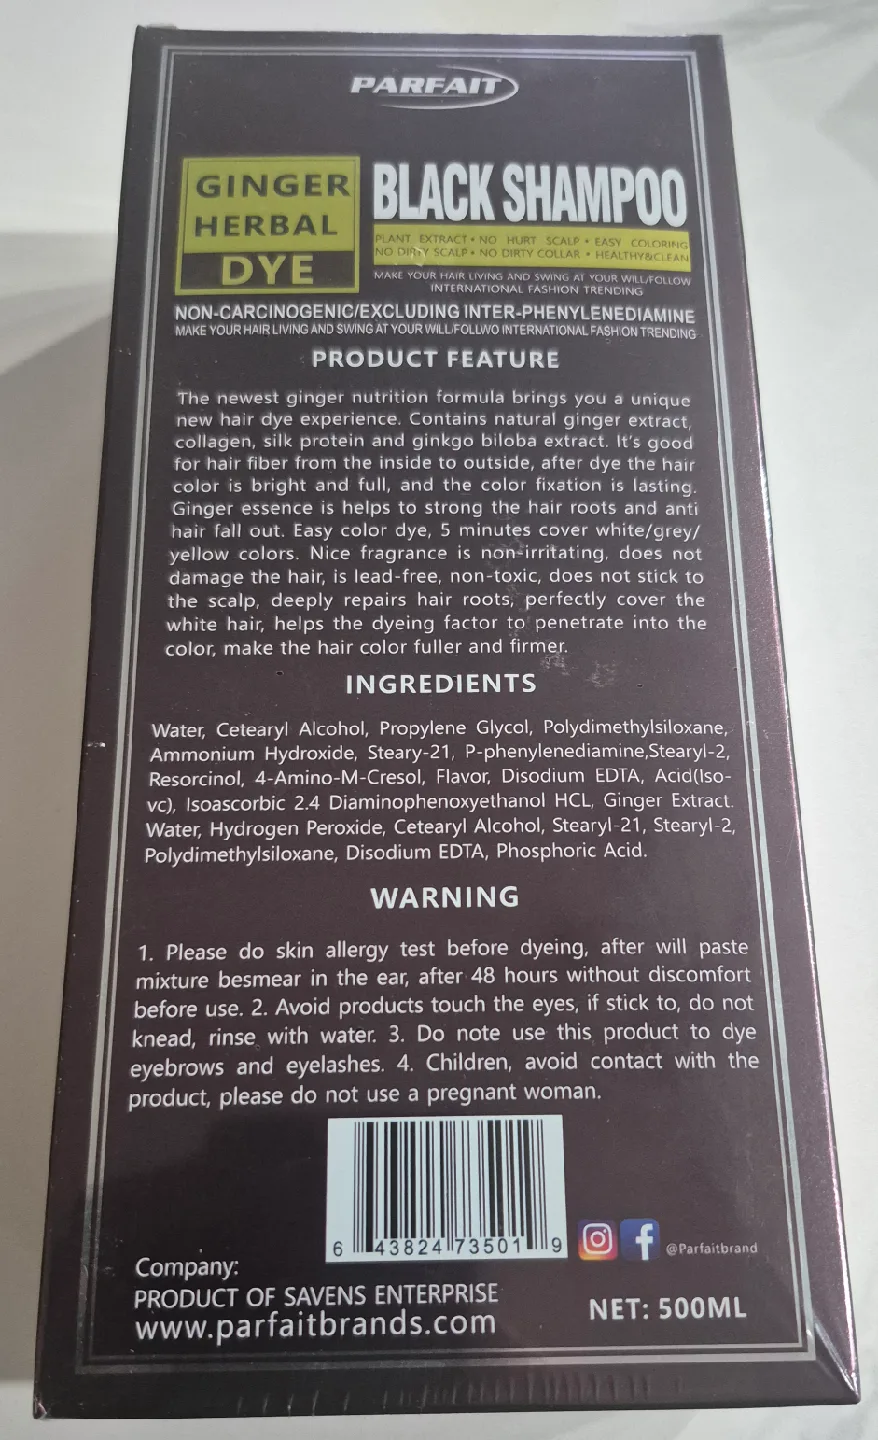 PARFAIT
GINGER
HERBAL
DYE
BLACK SHAMPOO
PLANT EXTRACT • NO HURT SCALP • EASY COLORING
NO DIRTY SCALP • NO DIRTY COLLAR • HEALTHY&CLEAN
MAKE YOUR HAIR LIVING AND SWING AT YOUR WILL/FOLLOW
INTERNATIONAL FASHION TRENDING
NON-CARCINOGENIC/EXCLUDING INTER-PHENYLENEDIAMINE
MAKE YOUR HAIR LIVING AND SWING AT YOUR WILL/FOLLWO INTERNATIONAL FASHION TRENDING
PRODUCT FEATURE
The newest ginger nutrition formula brings you a unique
new hair dye experience. Contains natural ginger extract,
collagen, silk protein and ginkgo biloba extract. It's good
for hair fiber from the inside to outside, after dye the hair
color is bright and full, and the color fixation is lasting.
Ginger essence is helps to strong the hair roots and anti
hair fall out. Easy color dye, 5 minutes cover white/grey/
yellow colors. Nice fragrance is non-irritating, does not
damage the hair, is lead-free, non-toxic, does not stick to
the scalp, deeply repairs hair roots, perfectly cover the
white hair, helps the dyeing factor to penetrate into the
color, make the hair color fuller and firmer.
INGREDIENTS
Water, Cetearyl Alcohol, Propylene Glycol, Polydimethylsiloxane,
Ammonium Hydroxide, Steary-21, P-phenylenediamine,Stearyl-2,
Resorcinol, 4-Amino-M-Cresol, Flavor, Disodium EDTA, Acid(Iso-
vc), Isoascorbic 2.4 Diaminophenoxyethanol HCL, Ginger Extract.
Water, Hydrogen Peroxide, Cetearyl Alcohol, Stearyl-21, Stearyl-2,
Polydimethylsiloxane, Disodium EDTA, Phosphoric Acid.
WARNING
1. Please do skin allergy test before dyeing, after will paste
mixture besmear in the ear, after 48 hours without discomfort
before use. 2. Avoid products touch the eyes, if stick to, do not
knead, rinse with water. 3. Do note use this product to dye
eyebrows and eyelashes. 4. Children, avoid contact with the
product, please do not use a pregnant woman.
6 43824 73501 9
@Parfaitbrand
Company:
PRODUCT OF SAVENS ENTERPRISE
www.parfaitbrands.com
NET: 500ML